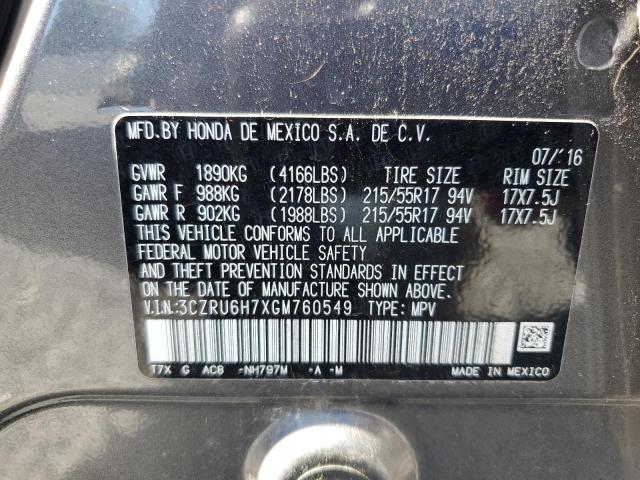 MFD.BY HONDA DE MEXICO S.A. DE C.V.
07/'16
GVWR 1890KG (4166LBS) TIRE SIZE RIM SIZE
GAWR F 988KG (2178LBS) 215/55R17 94V 17X7.5J
GAWR R 902KG (1988LBS) 215/55R17 94V 17X7.5J
THIS VEHICLE CONFORMS TO ALL APPLICABLE
FEDERAL MOTOR VEHICLE SAFETY
AND THEFT PREVENTION STANDARDS IN EFFECT
ON THE DATE OF MANUFACTURE SHOWN ABOVE.
V.I.N.:3CZRU6H7XGM760549 TYPE: MPV
T7X G AC8 -NH797M -A -M MADE IN MEXICO